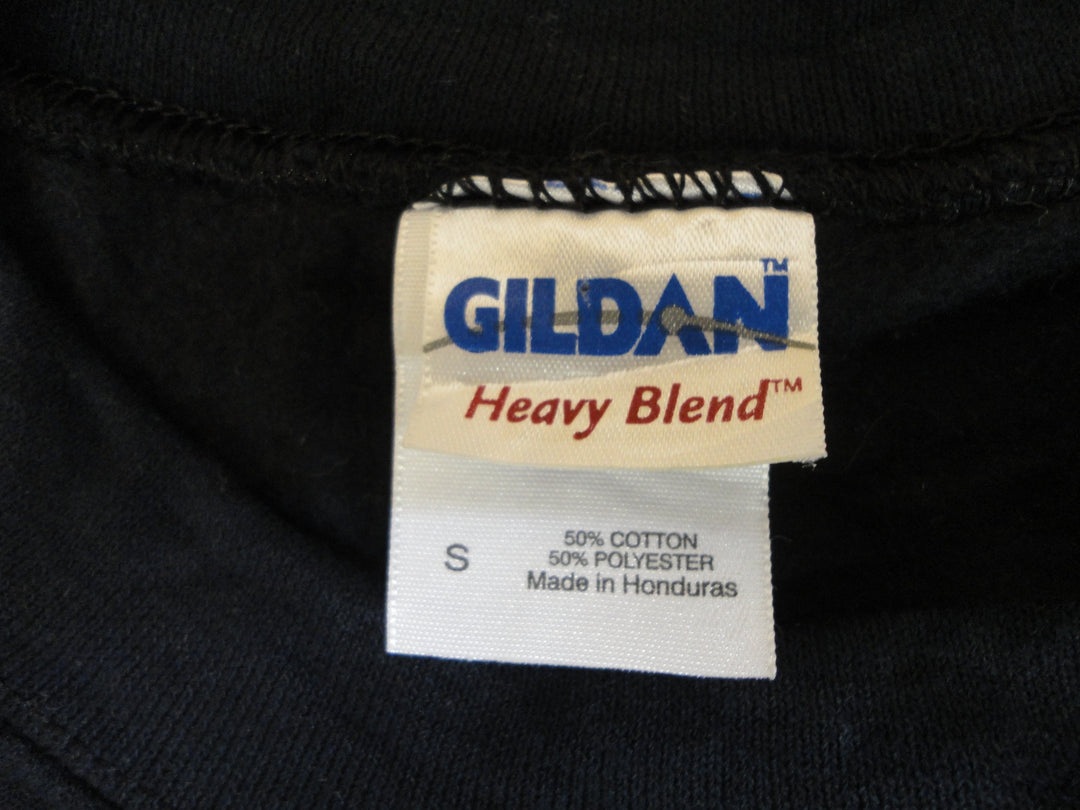 GILDAN™
Heavy Blend™
S
50% COTTON
50% POLYESTER
Made in Honduras